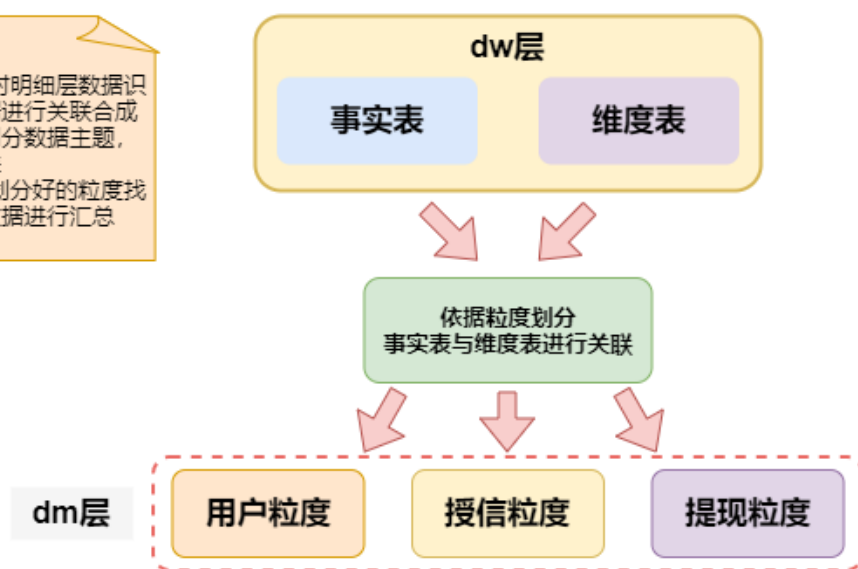 明细层数据识
进行关联合成
分数据主题，
划分好的粒度找
据进行汇总
dw层
事实表
维度表
依据粒度划分
事实表与维度表进行关联
dm层
用户粒度
授信粒度
提现粒度